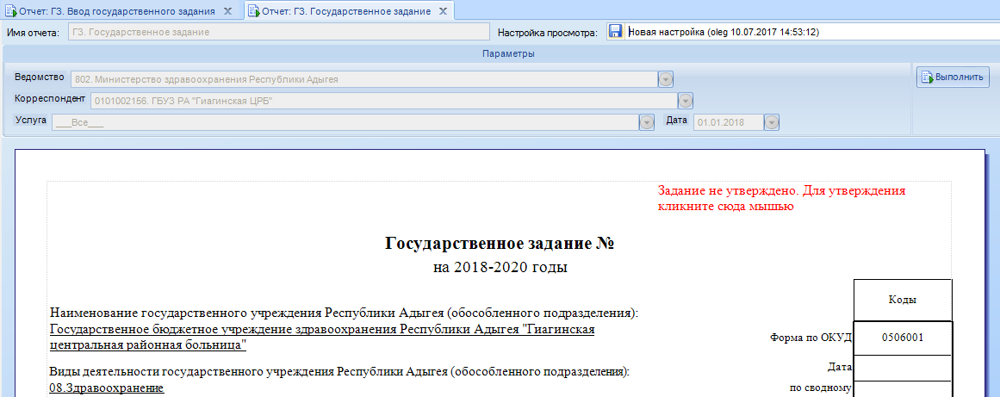 Отчет: ГЗ. Ввод государственного задания
Отчет: ГЗ. Государственное задание
Имя отчета: ГЗ. Государственное задание Настройка просмотра: Новая настройка (oleg 10.07.2017 14:53:12)
Параметры
Ведомство 802. Министерство здравоохранения Республики Адыгея
Выполнить
Корреспондент 0101002156. ГБУЗ РА "Гиагинская ЦРБ"
Услуга ___Все___ Дата 01.01.2018
Задание не утверждено. Для утверждения
кликните сюда мышью
Государственное задание №
на 2018-2020 годы
Коды
Наименование государственного учреждения Республики Адыгея (обособленного подразделения):
Государственное бюджетное учреждение здравоохранения Республики Адыгея "Гиагинская
центральная районная больница"
Форма по ОКУД 0506001
Дата
Виды деятельности государственного учреждения Республики Адыгея (обособленного подразделения):
08.Здравоохранение
по сводному